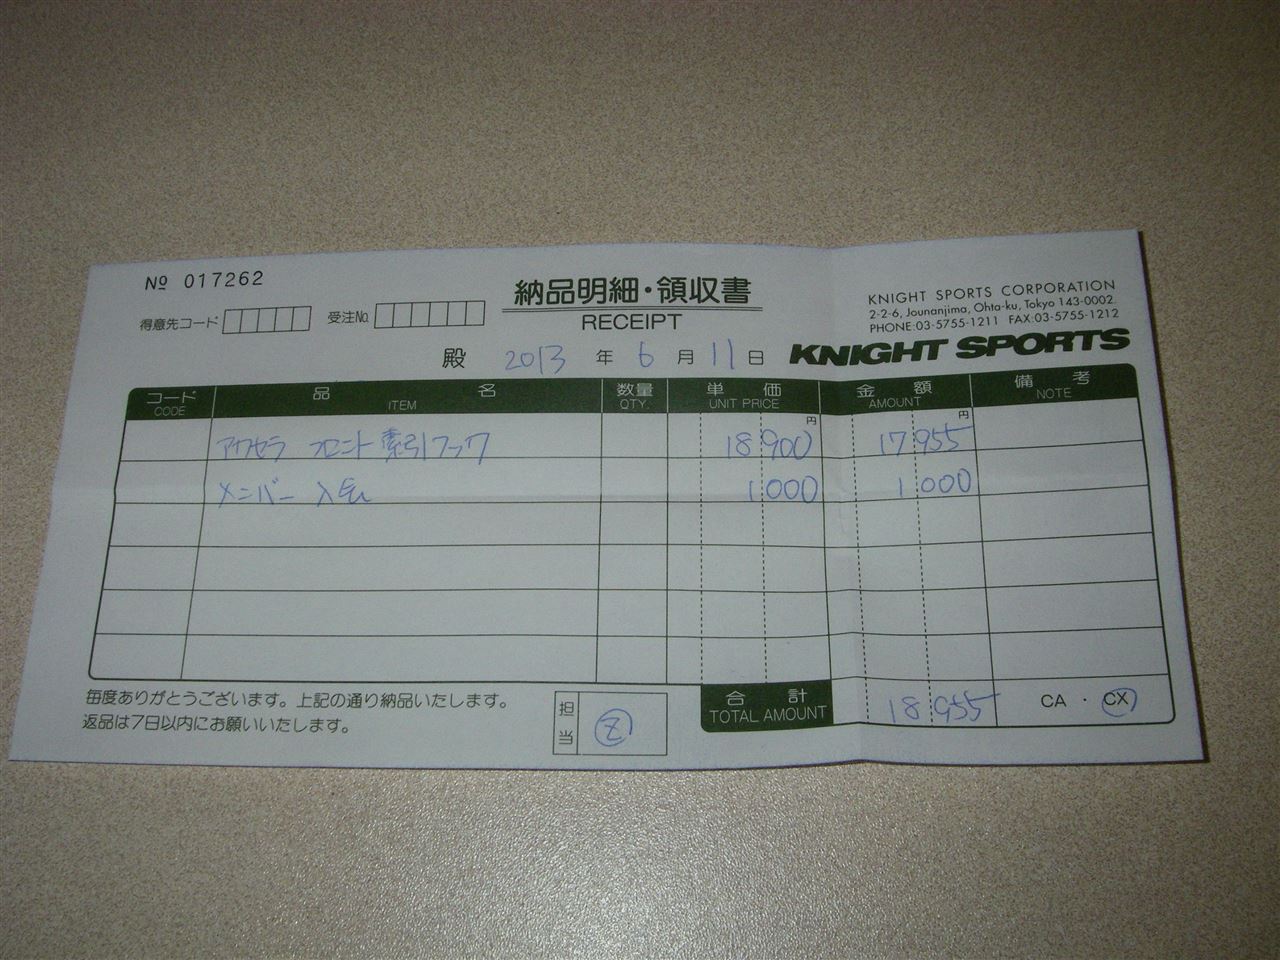 № 017262
納品明細・領収書
RECEIPT
KNIGHT SPORTS CORPORATION
2-2-6, Jounanjima, Ohta-ku, Tokyo 143-0002.
PHONE:03-5755-1211 FAX:03-5755-1212
KNIGHT SPORTS
得意先コード 受注№
殿 2013 年 6 月 11 日
コード 品名 数量 単価 金額 備考
CODE ITEM QTY. UNIT PRICE AMOUNT NOTE
円 円
アクセラ フロント 索引フック 18 900 17 955
メンバー 入会 1 000 1 000
毎度ありがとうございます。上記の通り納品いたします。
返品は7日以内にお願いいたします。
担当
合計 18 955 CA ・ CX
TOTAL AMOUNT